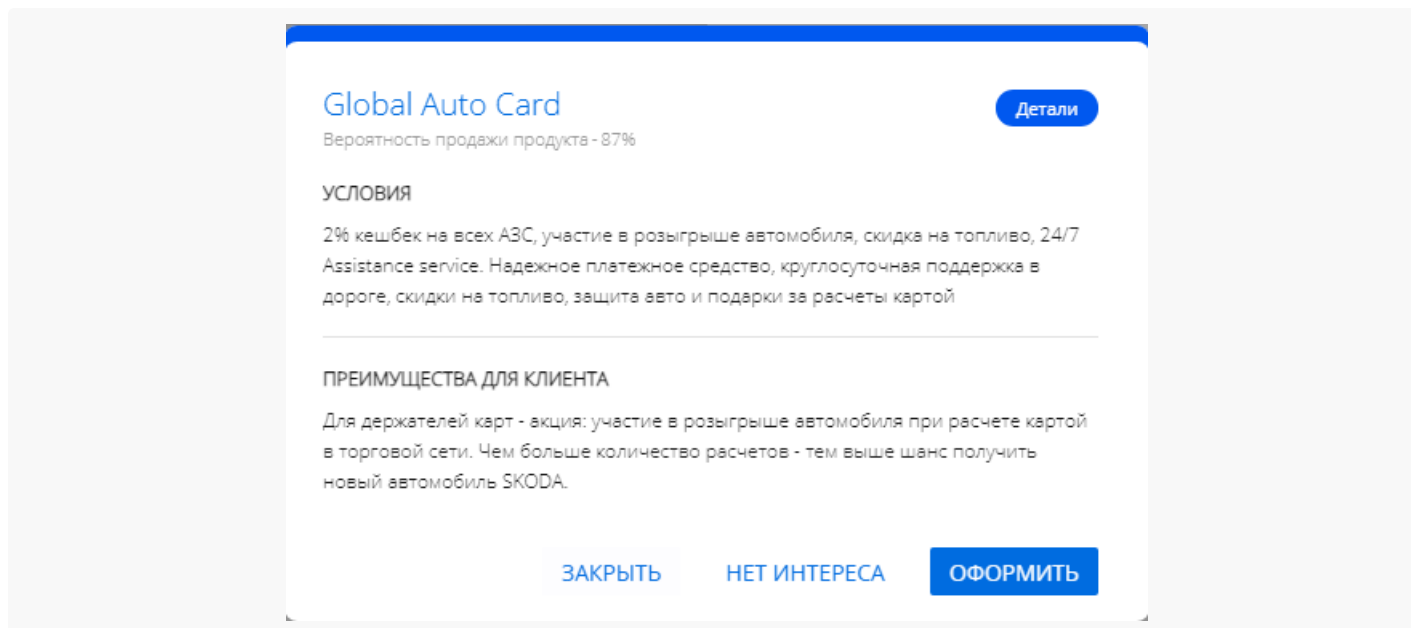 Global Auto Card
Детали
Вероятность продажи продукта - 87%
УСЛОВИЯ
2% кешбек на всех АЗС, участие в розыгрыше автомобиля, скидка на топливо, 24/7
Assistance service. Надежное платежное средство, круглосуточная поддержка в
дороге, скидки на топливо, защита авто и подарки за расчеты картой
ПРЕИМУЩЕСТВА ДЛЯ КЛИЕНТА
Для держателей карт - акция: участие в розыгрыше автомобиля при расчете картой
в торговой сети. Чем больше количество расчетов - тем выше шанс получить
новый автомобиль SKODA.
ЗАКРЫТЬ
НЕТ ИНТЕРЕСА
ОФОРМИТЬ